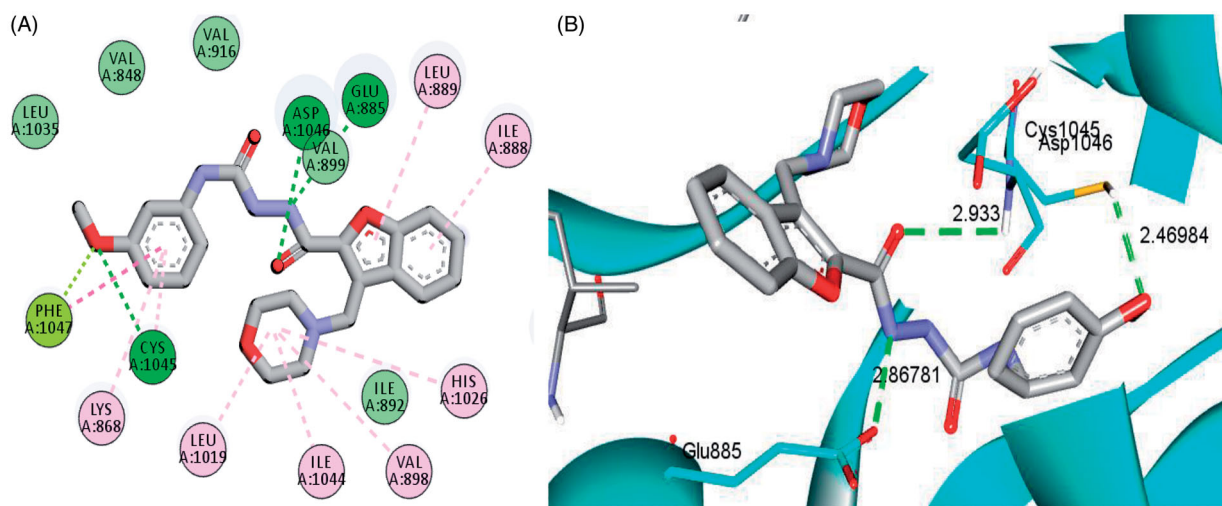 (A)
VAL
A:916
VAL
A:848
LEU
A:1035
ASP
A:1046
GLU
A:885
VAL
A:899
LEU
A:889
ILE
A:888
PHE
A:1047
CYS
A:1045
LYS
A:868
LEU
A:1019
ILE
A:1044
VAL
A:898
ILE
A:892
HIS
A:1026
(B)
Cys1045
Asp1046
2.933
2.46984
2.86781
Glu885